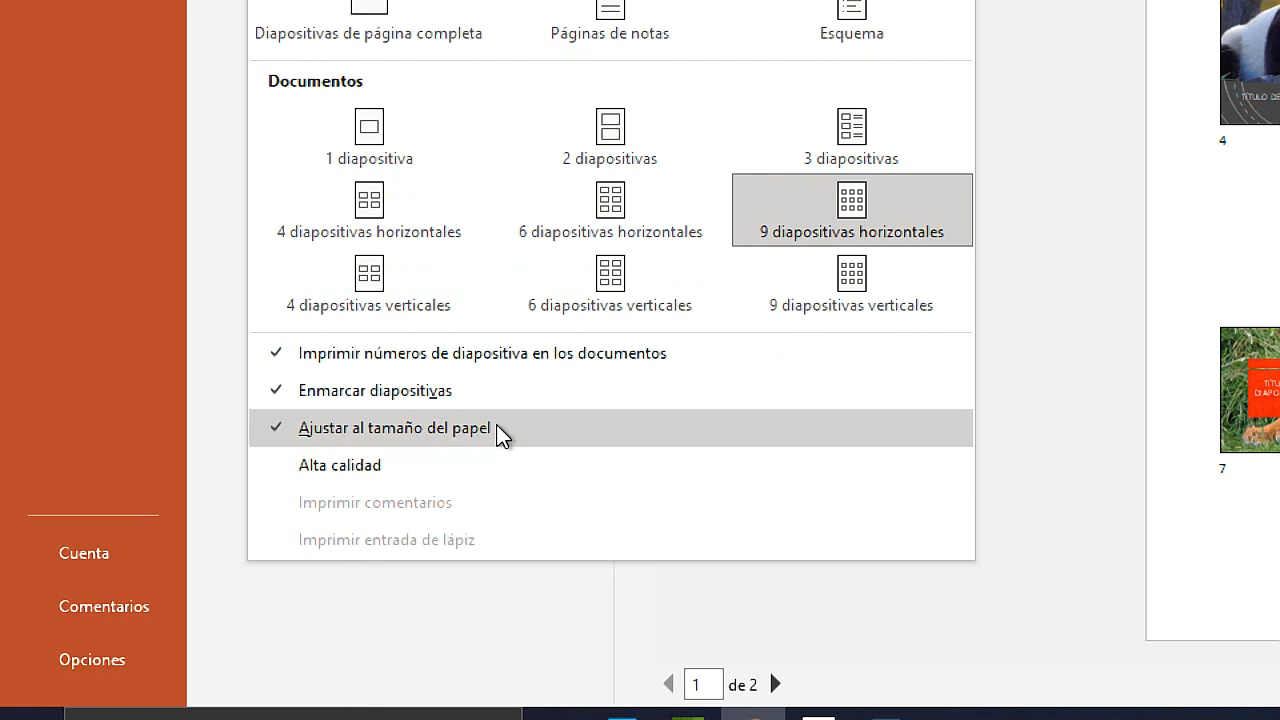 Diapositivas de página completa
Páginas de notas
Esquema
Documentos
1 diapositiva
2 diapositivas
3 diapositivas
4 diapositivas horizontales
6 diapositivas horizontales
9 diapositivas horizontales
4 diapositivas verticales
6 diapositivas verticales
9 diapositivas verticales
Imprimir números de diapositiva en los documentos
Enmarcar diapositivas
Ajustar al tamaño del papel
Alta calidad
Imprimir comentarios
Imprimir entrada de lápiz
Cuenta
Comentarios
Opciones
1 de 2
TÍTULO DE
4
7